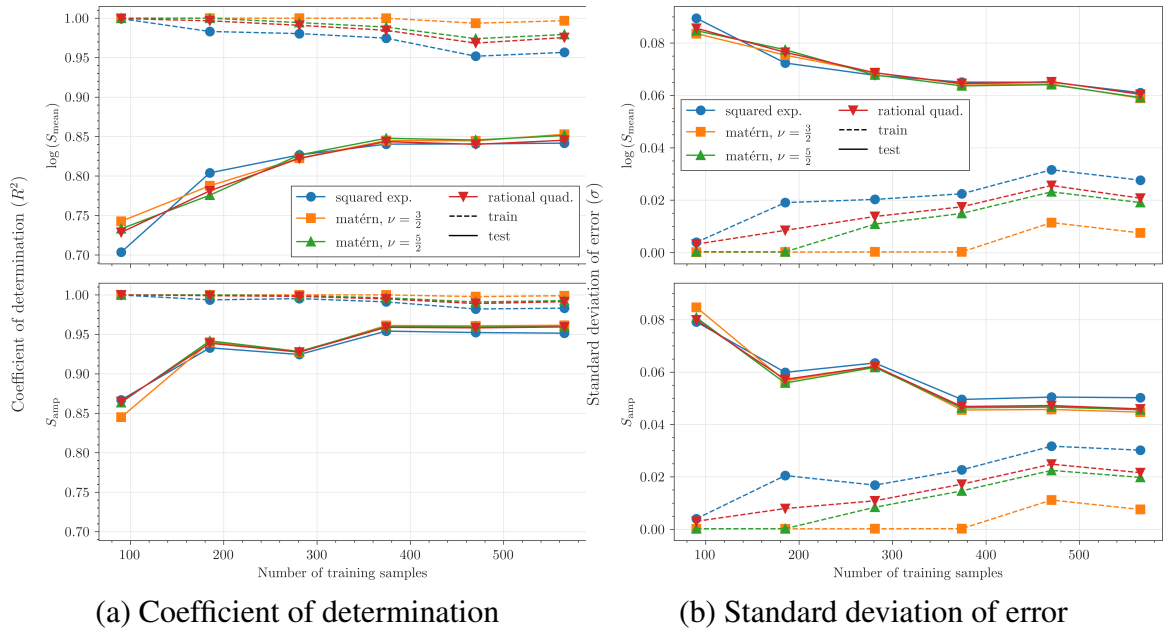 Coefficient of determination (R²)
log (S_mean)
1.00
0.95
0.90
0.85
0.80
0.75
0.70
squared exp.
matérn, ν = 3/2
matérn, ν = 5/2
rational quad.
train
test
S_amp
1.00
0.95
0.90
0.85
0.80
0.75
0.70
100
200
300
400
500
Number of training samples
(a) Coefficient of determination
Standard deviation of error (σ)
log (S_mean)
0.08
0.06
0.04
0.02
0.00
squared exp.
matérn, ν = 3/2
matérn, ν = 5/2
rational quad.
train
test
S_amp
0.08
0.06
0.04
0.02
0.00
100
200
300
400
500
Number of training samples
(b) Standard deviation of error